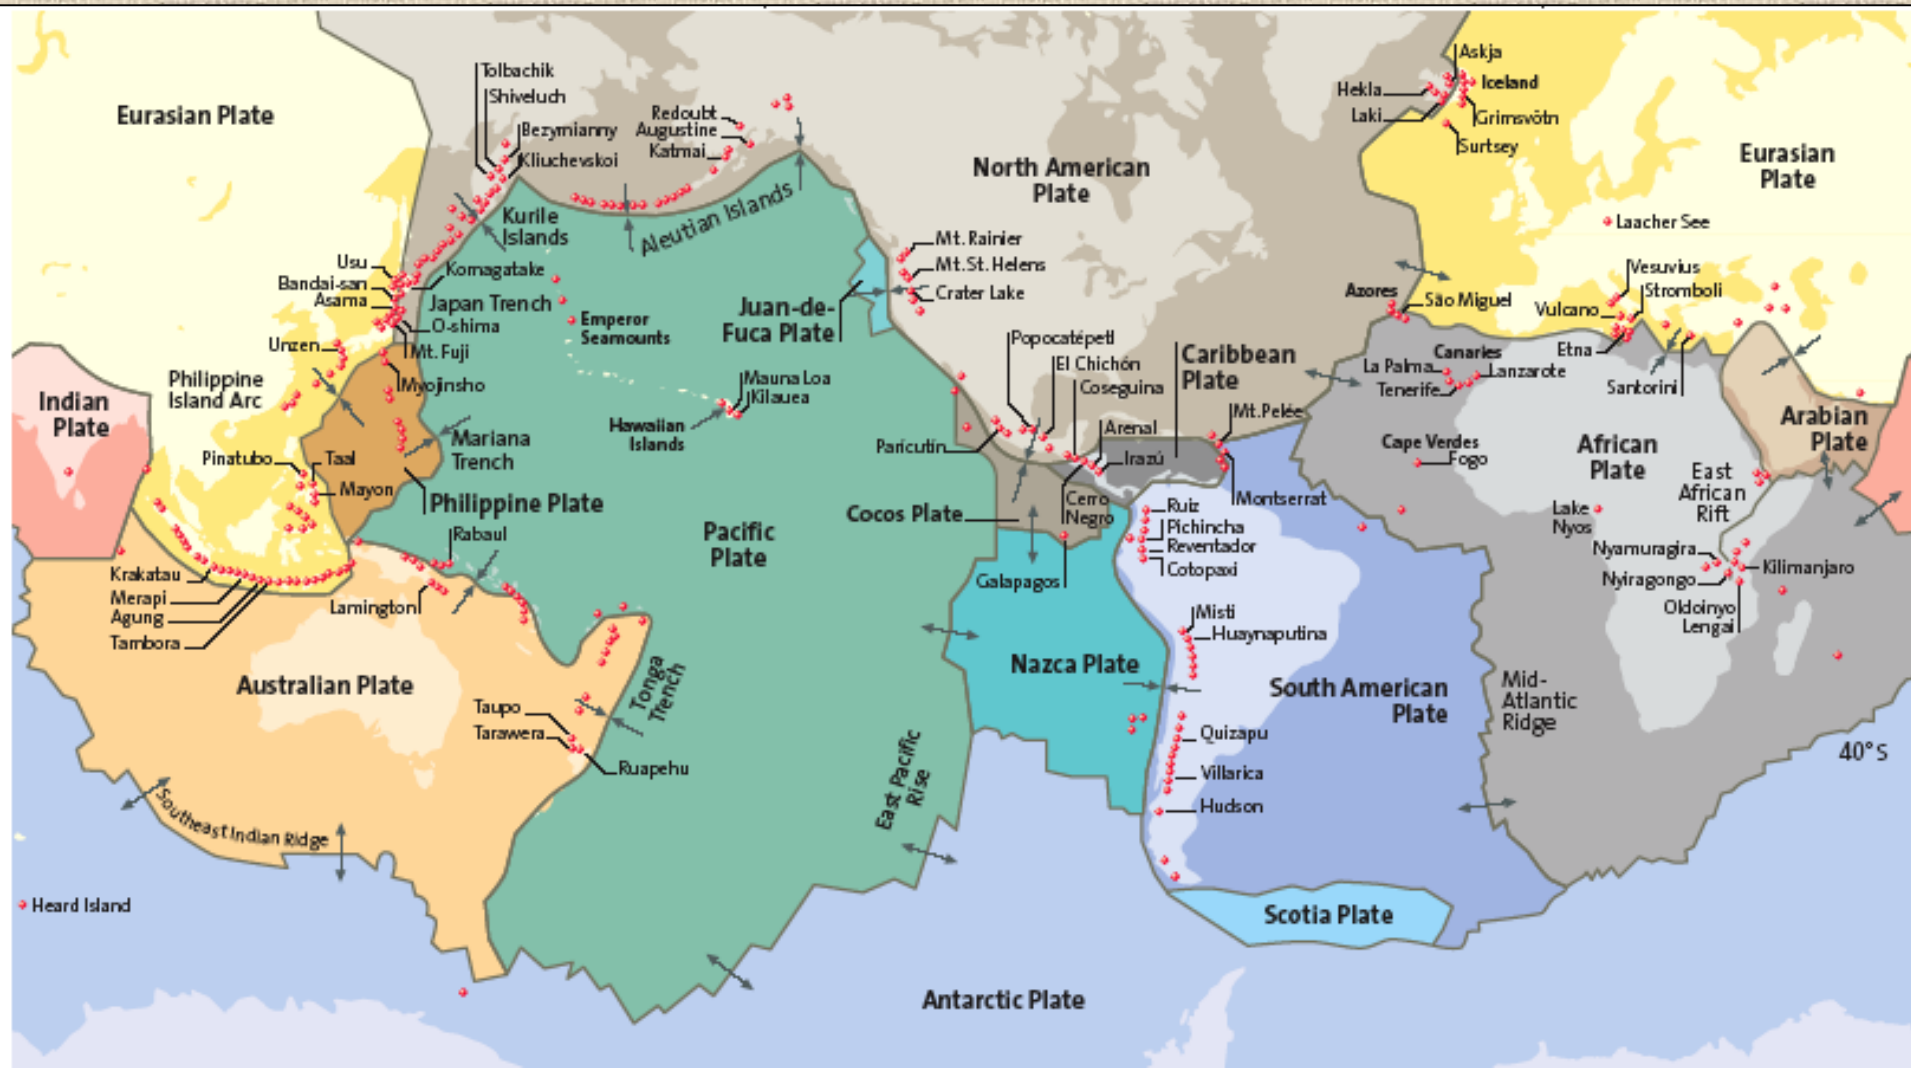 Tolbachik
Shiveluch
Bezymianny
Kliuchevskoi
Eurasian Plate
Redoubt
Augustine
Katmai
Kurile
Islands
Aleutian Islands
North American
Plate
Askja
Hekla
Iceland
Laki
Grimsvötn
Surtsey
Eurasian
Plate
Laacher See
Usu
Bandai-san
Asama
Komagatake
Japan Trench
O-shima
Mt. Fuji
Unzen
Myojinsho
Emperor
Seamounts
Juan-de-
Fuca Plate
Mt. Rainier
Mt. St. Helens
Crater Lake
Azores
São Miguel
Vesuvius
Stromboli
Vulcano
Etna
Santorini
Philippine
Island Arc
Indian
Plate
Mauna Loa
Kilauea
Hawaiian
Islands
Popocatépetl
El Chichón
Coseguina
Caribbean
Plate
Mt. Pelée
Arenal
Irazú
Paricutín
La Palma
Canaries
Lanzarote
Tenerife
Arabian
Plate
Pinatubo
Taal
Mayon
Mariana
Trench
Philippine Plate
Rabaul
Pacific
Plate
Cocos Plate
Cerro
Negro
Galapagos
Montserrat
Ruiz
Pichincha
Reventador
Cotopaxi
Cape Verdes
Fogo
African
Plate
East
African
Rift
Lake
Nyos
Nyamuragira
Nyiragongo
Kilimanjaro
Oldoinyo
Lengai
Krakatau
Merapi
Agung
Tambora
Lamington
Australian Plate
Tonga
Trench
Taupo
Tarawera
Ruapehu
Nazca Plate
Misti
Huaynaputina
South American
Plate
Mid-
Atlantic
Ridge
Quizapu
Villarica
Hudson
40° S
East Pacific
Rise
Southeast Indian Ridge
Heard Island
Scotia Plate
Antarctic Plate